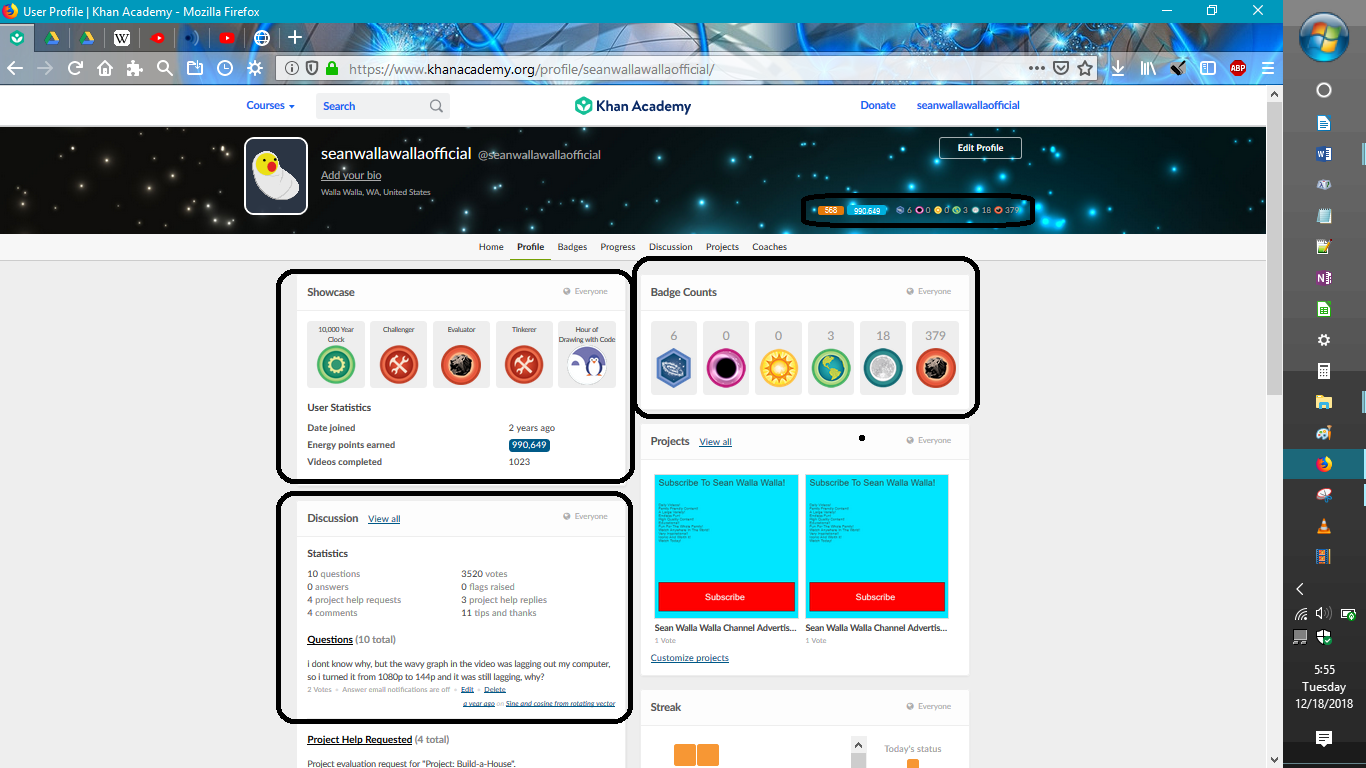 User Profile | Khan Academy - Mozilla Firefox
https://www.khanacademy.org/profile/seanwallawallaofficial/
ABP
Courses
Search
Khan Academy
Donate
seanwallawallaofficial
seanwallawallaofficial @seanwallawallaofficial
Add your bio
Walla Walla, WA, United States
Edit Profile
568 990,649 6 0 0 3 18 379
Home Profile Badges Progress Discussion Projects Coaches
Showcase
Everyone
10,000 Year
Clock
Challenger
Evaluator
Tinkerer
Hour of
Drawing with Code
User Statistics
Date joined 2 years ago
Energy points earned 990,649
Videos completed 1023
Badge Counts
Everyone
6 0 0 3 18 379
Discussion View all
Everyone
Statistics
10 questions 3520 votes
0 answers 0 flags raised
4 project help requests 3 project help replies
4 comments 11 tips and thanks
Questions (10 total)
i dont know why, but the wavy graph in the video was lagging out my computer,
so i turned it from 1080p to 144p and it was still lagging, why?
2 Votes • Answer email notifications are off • Edit • Delete
a year ago on Sine and cosine from rotating vector
Project Help Requested (4 total)
Project evaluation request for "Project: Build-a-House".
Projects View all
Everyone
Subscribe To Sean Walla Walla!
Subscribe
Sean Walla Walla Channel Advertis...
1 Vote
Subscribe To Sean Walla Walla!
Subscribe
Sean Walla Walla Channel Advertis...
1 Vote
Customize projects
Streak
Everyone
Today's status
5:55
Tuesday
12/18/2018